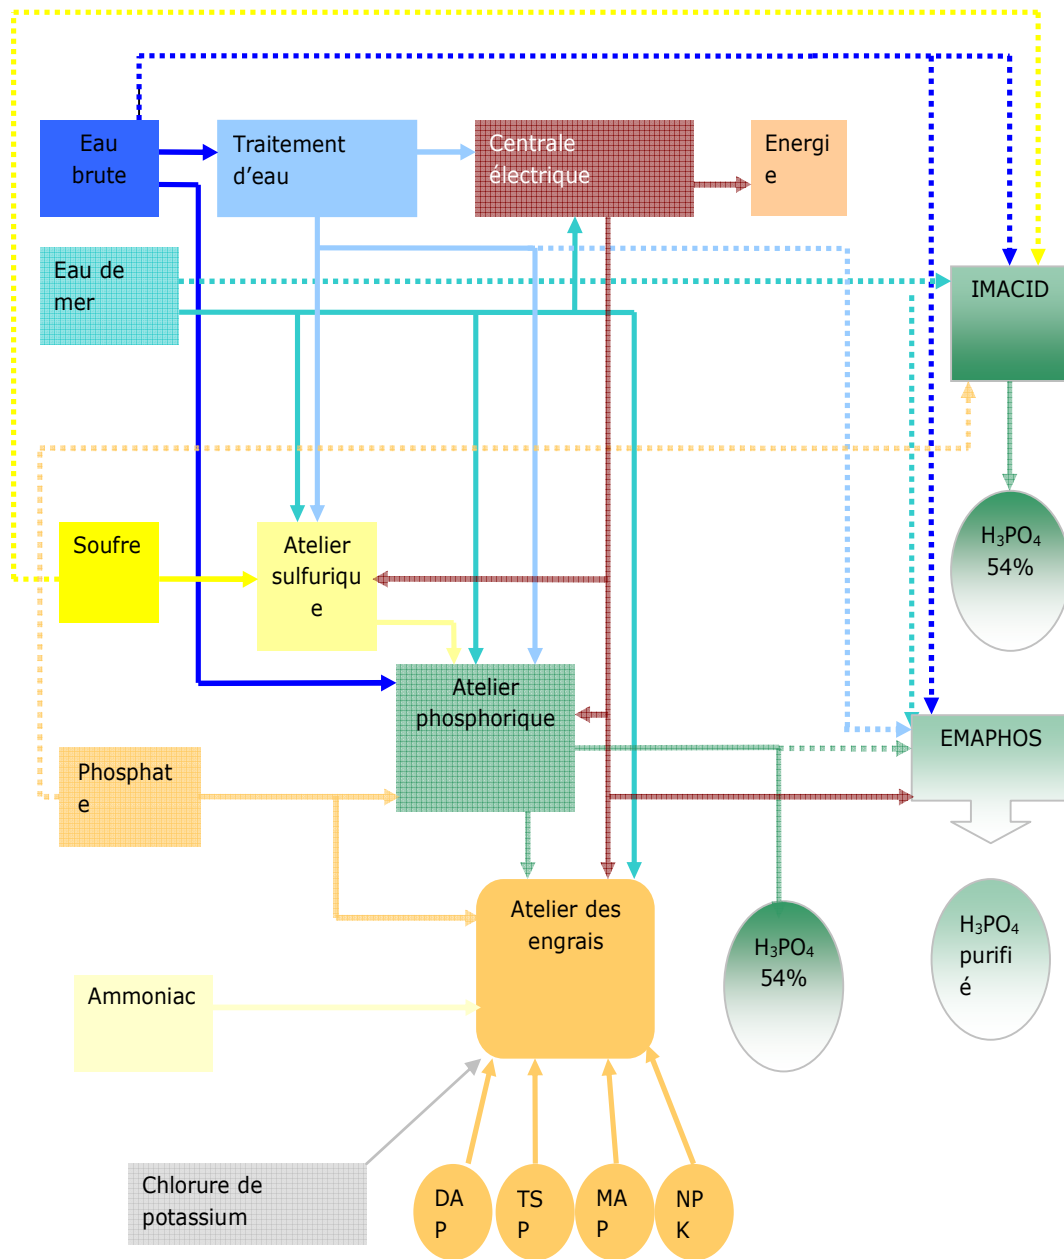 Eau
brute
Traitement
d’eau
Centrale
électrique
Energi
e
Eau de
mer
IMACID
Soufre
Atelier
sulfuriqu
e
H₃PO₄
54%
Atelier
phosphorique
EMAPHOS
Phosphat
e
Atelier des
engrais
H₃PO₄
54%
H₃PO₄
purifi
é
Ammoniac
Chlorure de
potassium
DA
P
TS
P
MA
P
NP
K